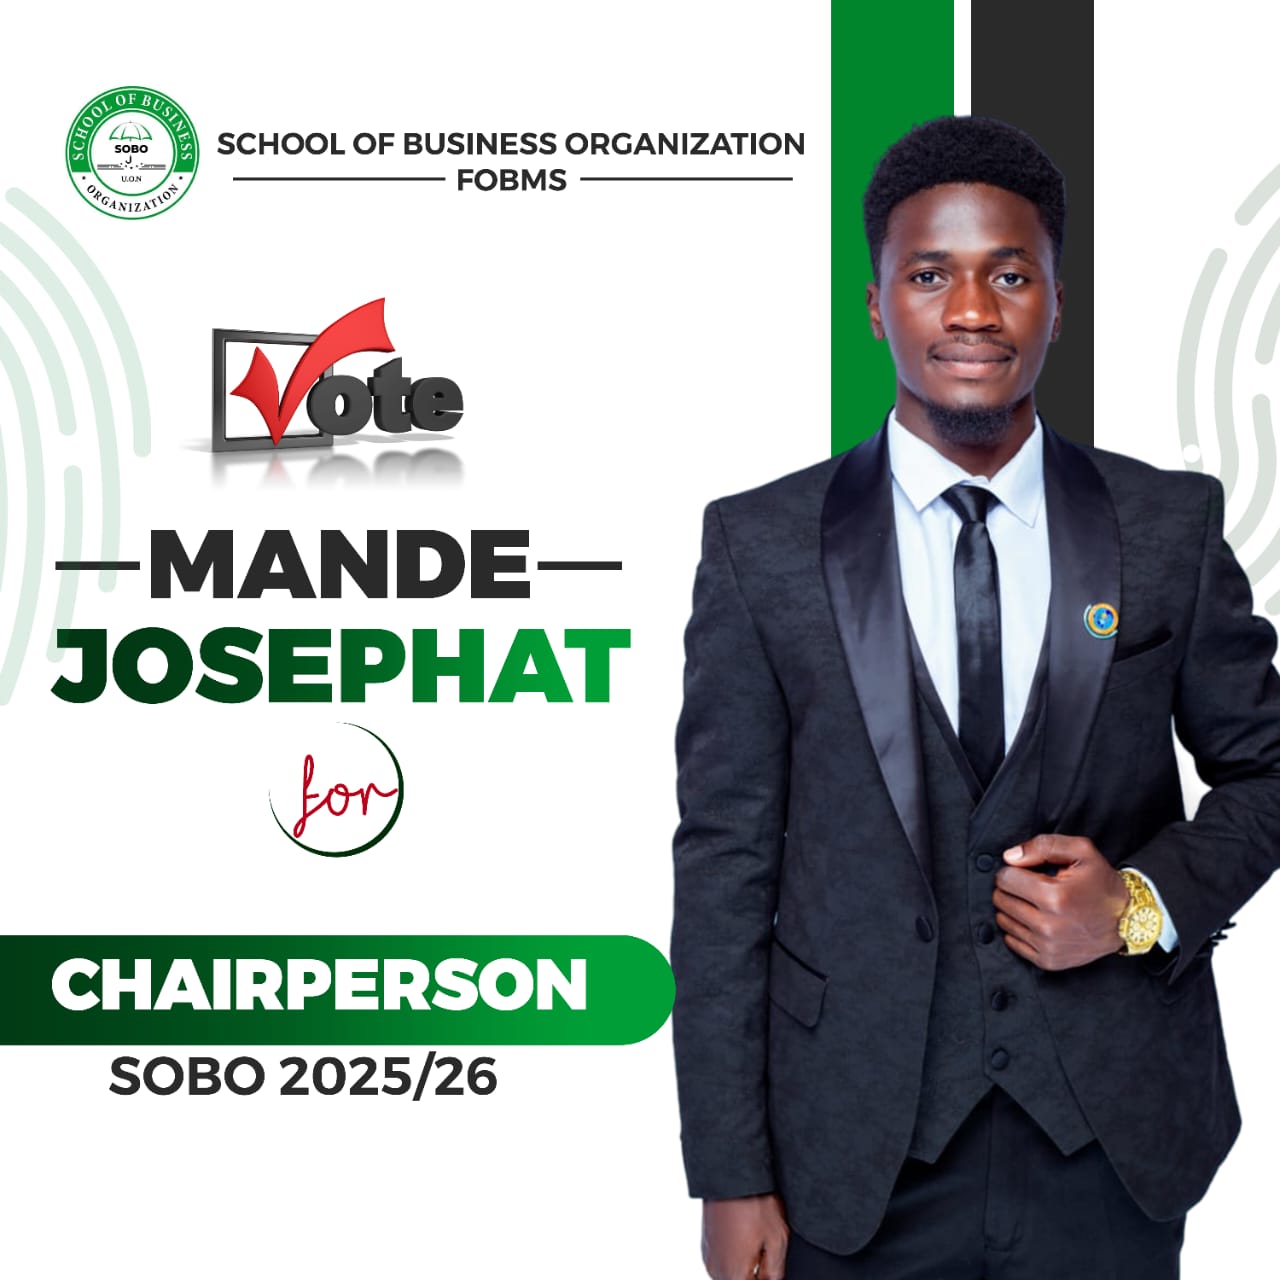 SCHOOL OF BUSINESS
SOBO
U.O.N
• ORGANIZATION •
SCHOOL OF BUSINESS ORGANIZATION
FOBMS
Vote
MANDE
JOSEPHAT
for
CHAIRPERSON
SOBO 2025/26